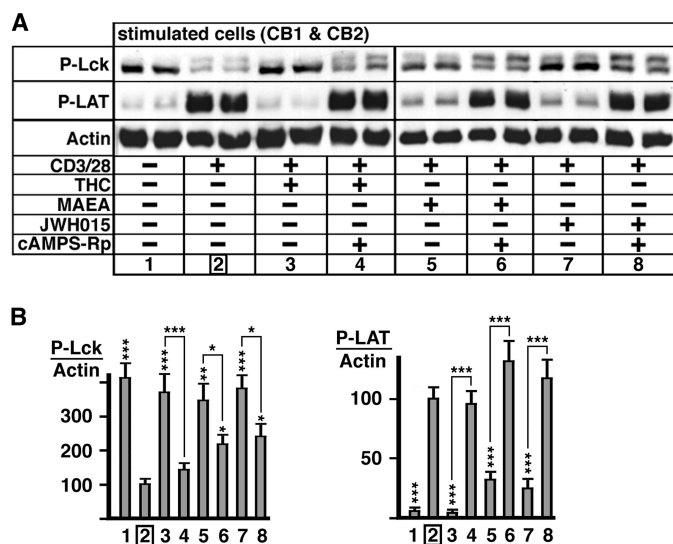 A
stimulated cells (CB1 & CB2)
P-Lck
P-LAT
Actin
CD3/28 − + + + + + + +
THC − − + + − − − −
MAEA − − − − + + − −
JWH015 − − − − − − + +
cAMPS-Rp − − − + − + − +
1 2 3 4 5 6 7 8
B
P-Lck
Actin
300
200
100
*** *** *** ** * * *** * *
1 2 3 4 5 6 7 8
P-LAT
Actin
100
50
*** *** *** *** *** *** ***
1 2 3 4 5 6 7 8